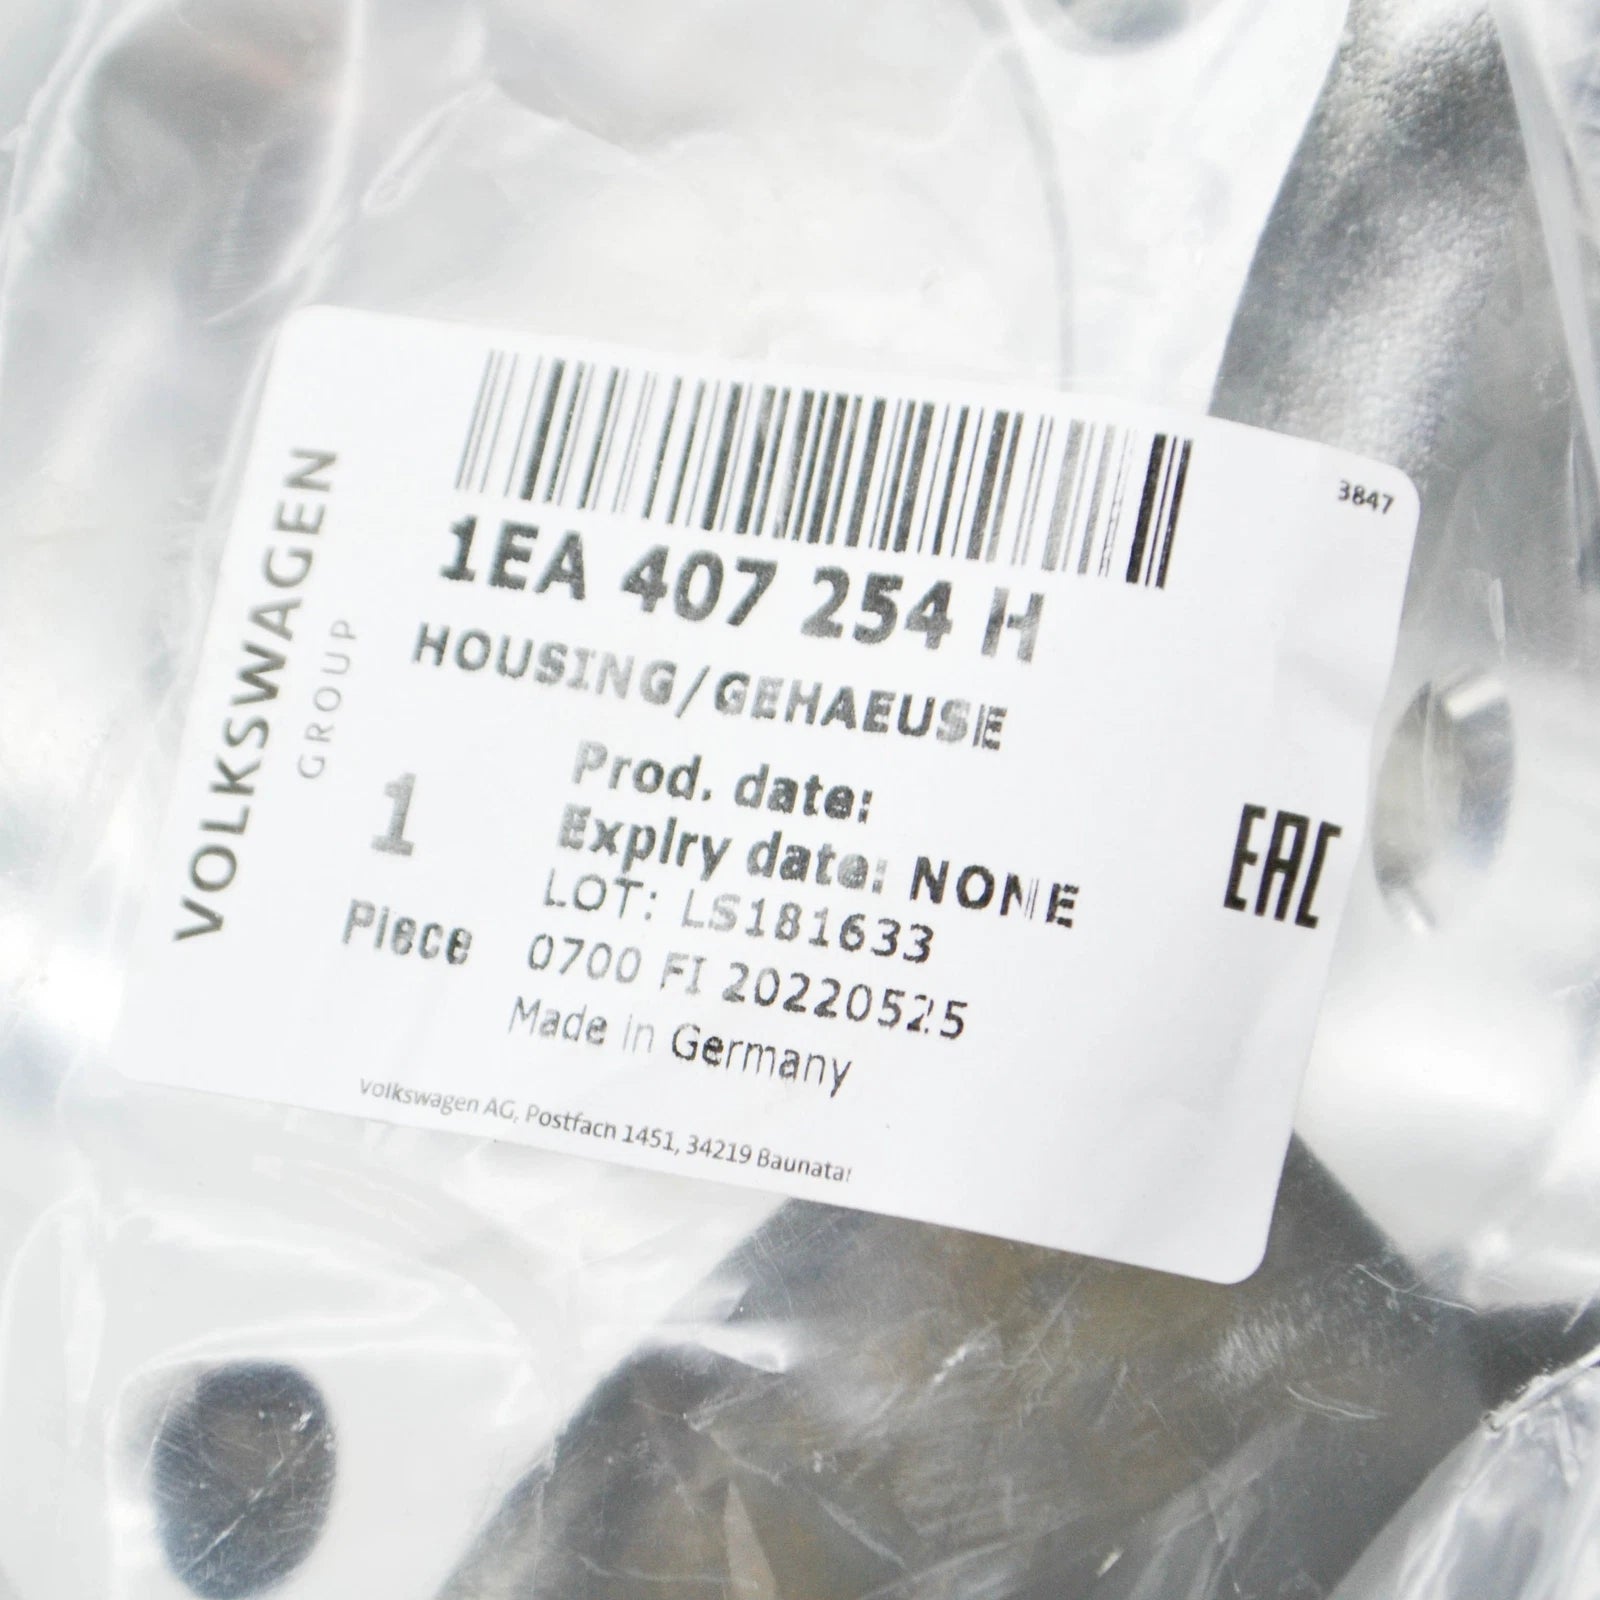 VOLKSWAGEN
GROUP
3847
1EA 407 254 H
HOUSING/GEHAEUSE
Prod. date:
Expiry date: NONE
LOT: LS181633
1
Piece
0700 FI 20220525
Made in Germany
EAC
Volkswagen AG, Postfach 1451, 34219 Baunatal